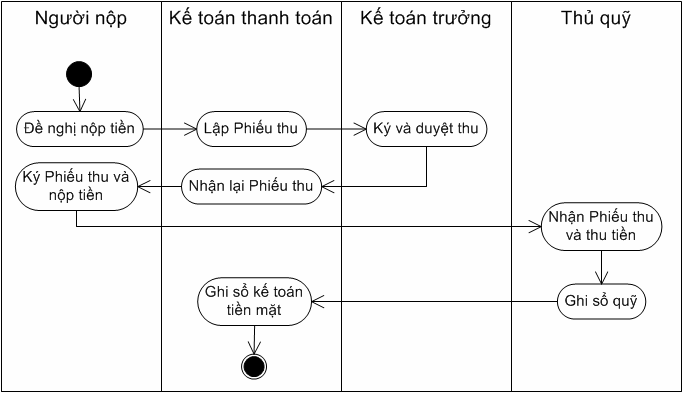 Người nộp
Kế toán thanh toán
Kế toán trưởng
Thủ quỹ
Đề nghị nộp tiền
Lập Phiếu thu
Ký và duyệt thu
Ký Phiếu thu và
nộp tiền
Nhận lại Phiếu thu
Nhận Phiếu thu
và thu tiền
Ghi sổ kế toán
tiền mặt
Ghi sổ quỹ